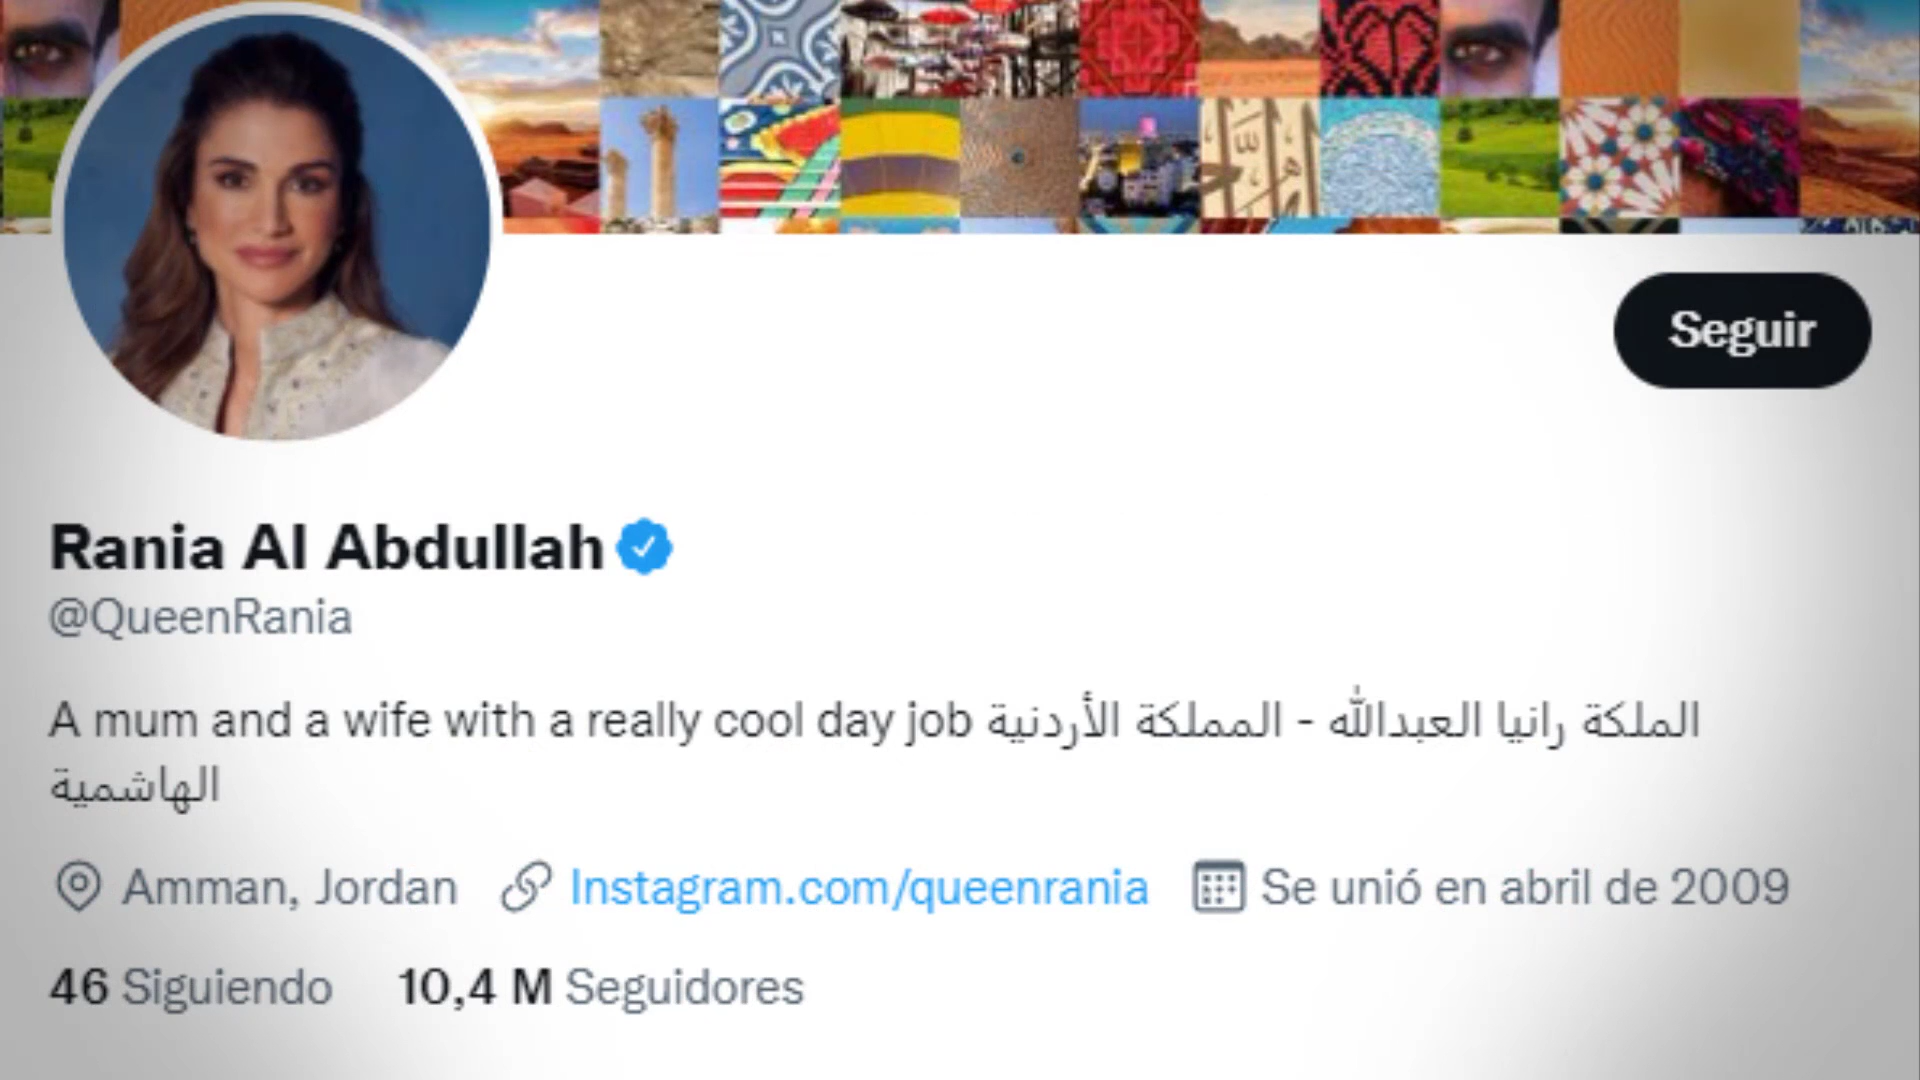 Seguir
Rania Al Abdullah
@QueenRania
A mum and a wife with a really cool day job الملكة رانيا العبدالله - المملكة الأردنية
الهاشمية
Amman, Jordan Instagram.com/queenrania Se unió en abril de 2009
46 Siguiendo 10,4 M Seguidores